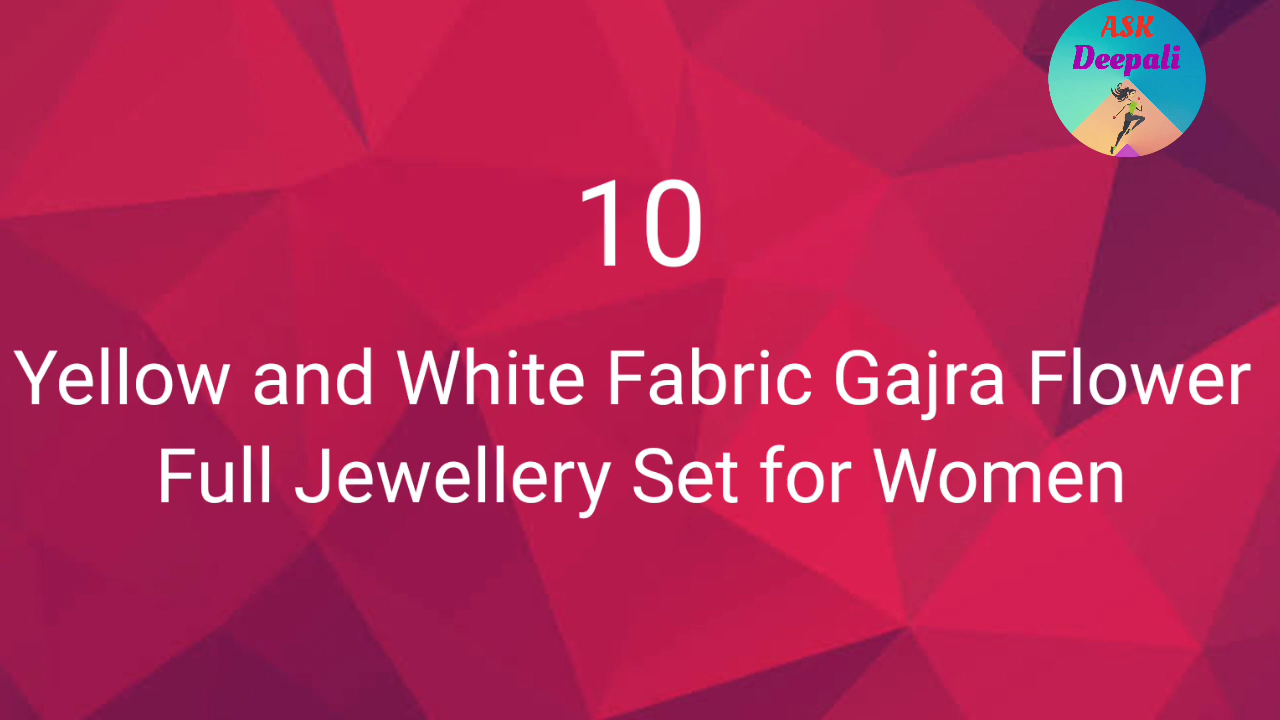 ASK
Deepali
10
Yellow and White Fabric Gajra Flower
Full Jewellery Set for Women